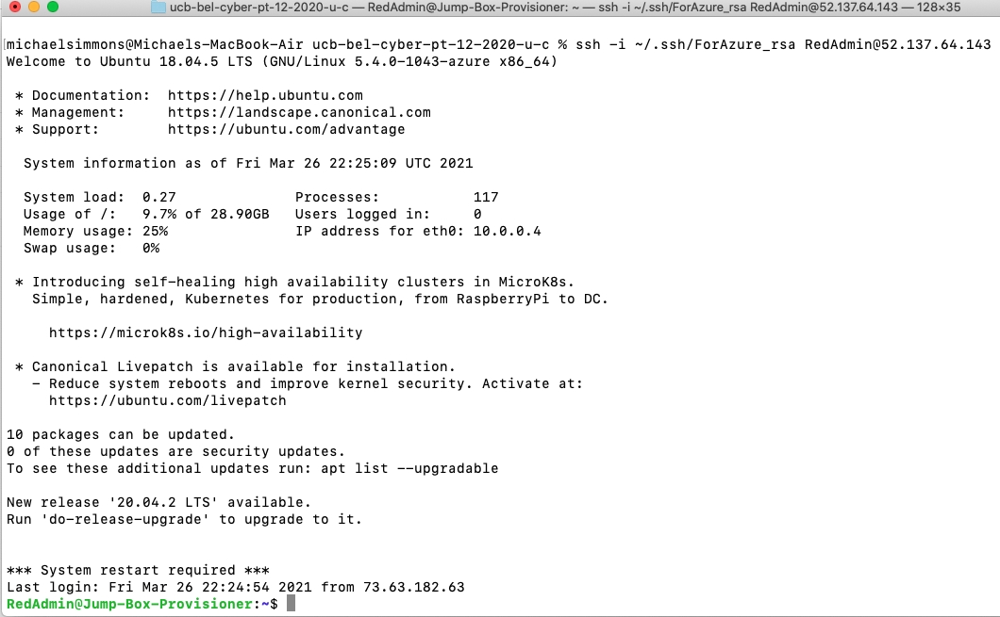 ucb-bel-cyber-pt-12-2020-u-c — RedAdmin@Jump-Box-Provisioner: ~ — ssh -i ~/.ssh/ForAzure_rsa RedAdmin@52.137.64.143 — 128×35
[michaelsimmons@Michaels-MacBook-Air ucb-bel-cyber-pt-12-2020-u-c % ssh -i ~/.ssh/ForAzure_rsa RedAdmin@52.137.64.143
Welcome to Ubuntu 18.04.5 LTS (GNU/Linux 5.4.0-1043-azure x86_64)

 * Documentation:  https://help.ubuntu.com
 * Management:     https://landscape.canonical.com
 * Support:        https://ubuntu.com/advantage

  System information as of Fri Mar 26 22:25:09 UTC 2021

  System load:  0.27              Processes:           117
  Usage of /:   9.7% of 28.90GB   Users logged in:     0
  Memory usage: 25%               IP address for eth0: 10.0.0.4
  Swap usage:   0%

 * Introducing self-healing high availability clusters in MicroK8s.
   Simple, hardened, Kubernetes for production, from RaspberryPi to DC.

     https://microk8s.io/high-availability

 * Canonical Livepatch is available for installation.
   - Reduce system reboots and improve kernel security. Activate at:
     https://ubuntu.com/livepatch

10 packages can be updated.
0 of these updates are security updates.
To see these additional updates run: apt list --upgradable

New release '20.04.2 LTS' available.
Run 'do-release-upgrade' to upgrade to it.


*** System restart required ***
Last login: Fri Mar 26 22:24:54 2021 from 73.63.182.63
RedAdmin@Jump-Box-Provisioner:~$